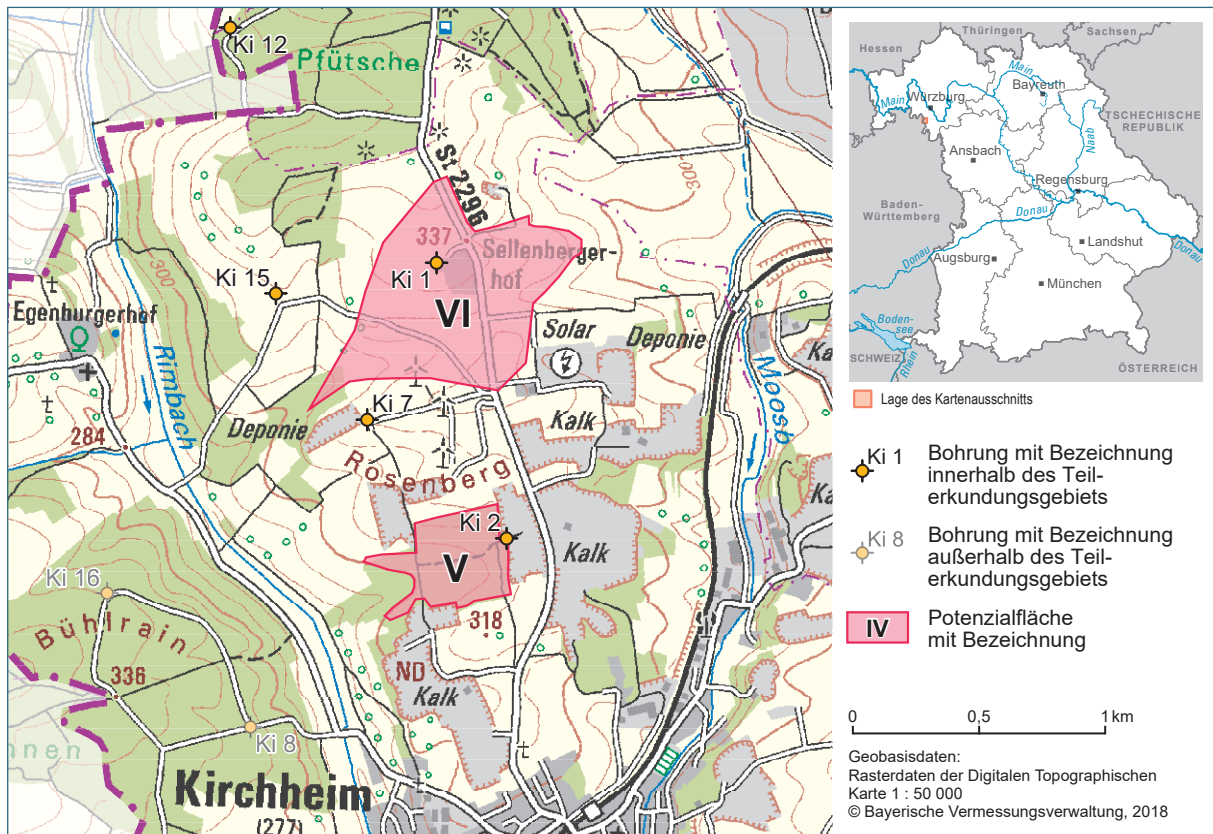 Ki 12
Pfütsche
St 2296
300
337
Sellenberger-
hof
Ki 1
VI
Ki 15
300
Egenburgerhof
Rimbach
Solar
Deponie
Ka
Moosb
Ki 7
Deponie
Kalk
284
Rosenberg
Ki 2
Ka
V
Kalk
Ki 16
Bühlrain
318
336
ND
Kalk
Ki 8
nnen
Kirchheim
(277)
Thüringen
Sachsen
Hessen
Main
Main
Bayreuth
Würzburg
TSCHECHISCHE
REPUBLIK
Naab
Ansbach
Regensburg
Baden-
Württemberg
Donau
Landshut
Donau
Donau
Augsburg
München
Boden-
see
SCHWEIZ
Rhein
ÖSTERREICH
Lage des Kartenausschnitts
Ki 1
Bohrung mit Bezeichnung
innerhalb des Teil-
erkundungsgebiets
Ki 8
Bohrung mit Bezeichnung
außerhalb des Teil-
erkundungsgebiets
IV
Potenzialfläche
mit Bezeichnung
0 0,5 1 km
Geobasisdaten:
Rasterdaten der Digitalen Topographischen
Karte 1 : 50 000
© Bayerische Vermessungsverwaltung, 2018